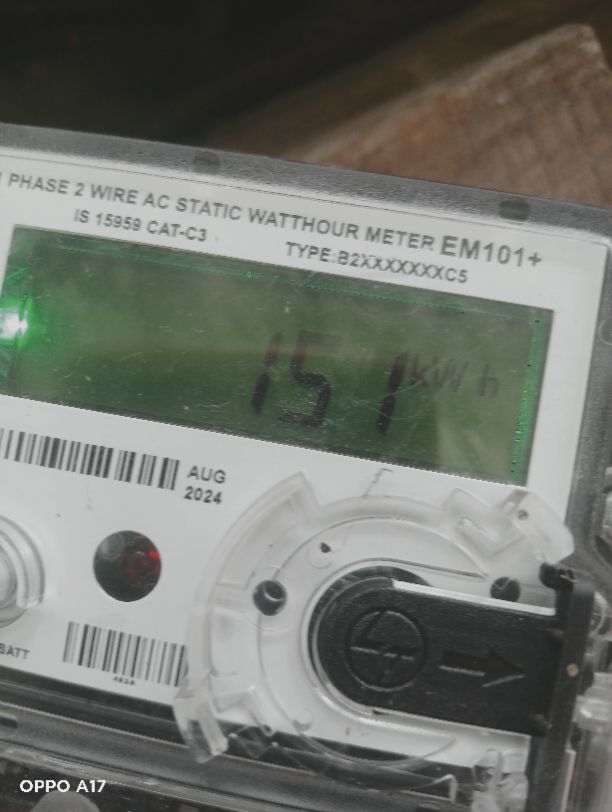 1 PHASE 2 WIRE AC STATIC WATTHOUR METER EM101+
IS 15959 CAT-C3
TYPE:B2XXXXXXXC5
151 kWh
AUG
2024
BATT
OPPO A17